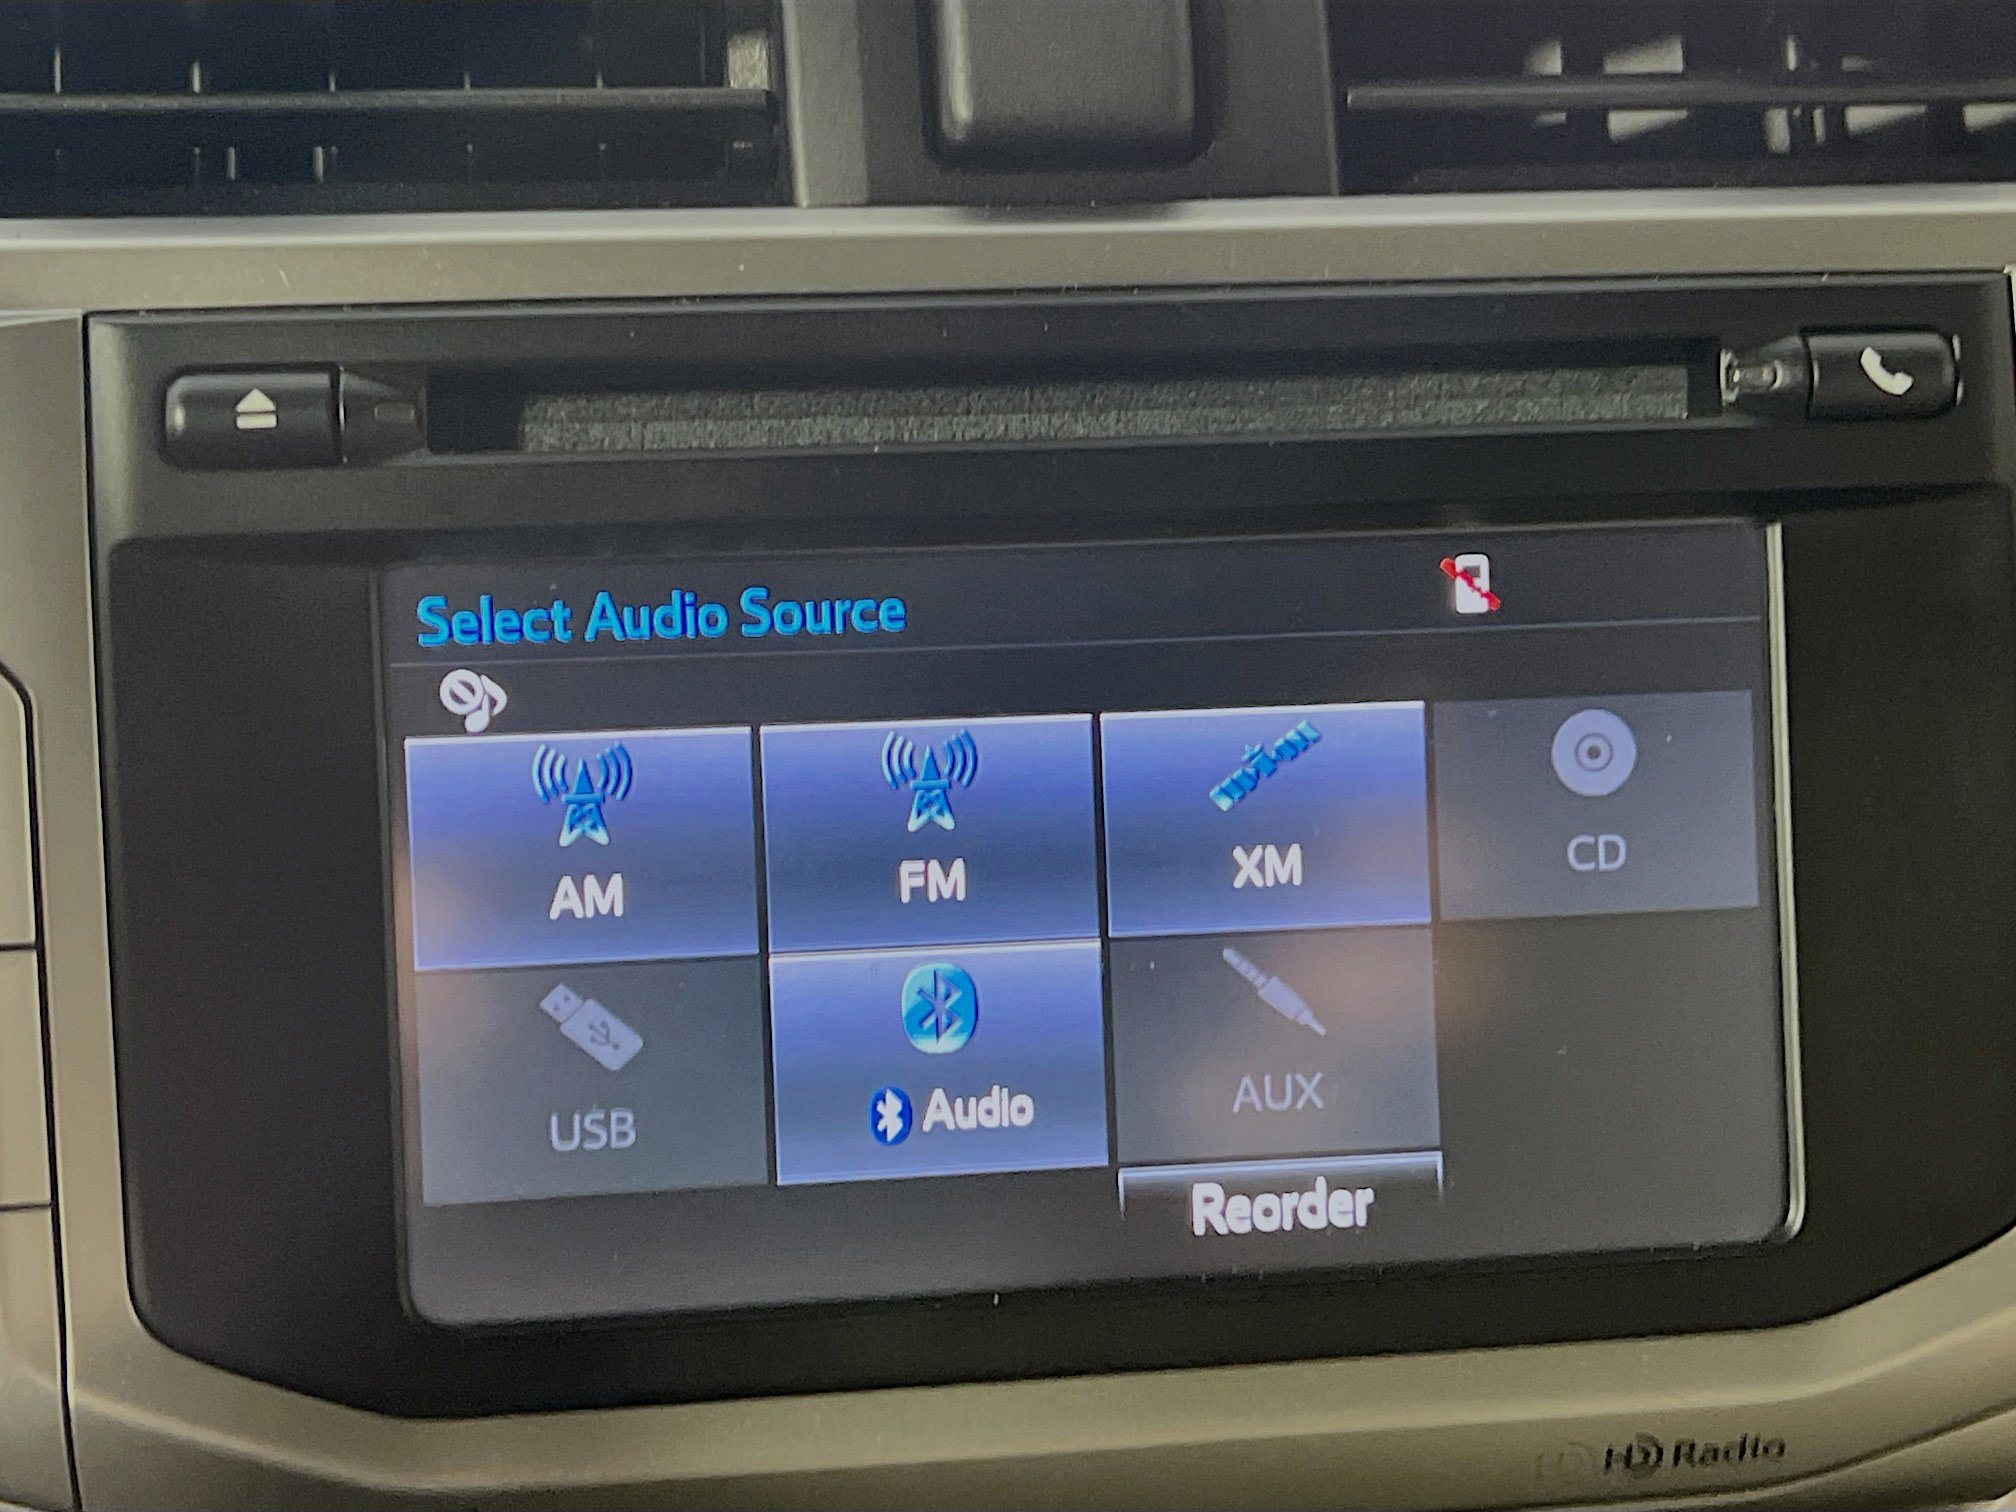 Select Audio Source
AM FM XM CD
USB Audio AUX
Reorder
HD Radio